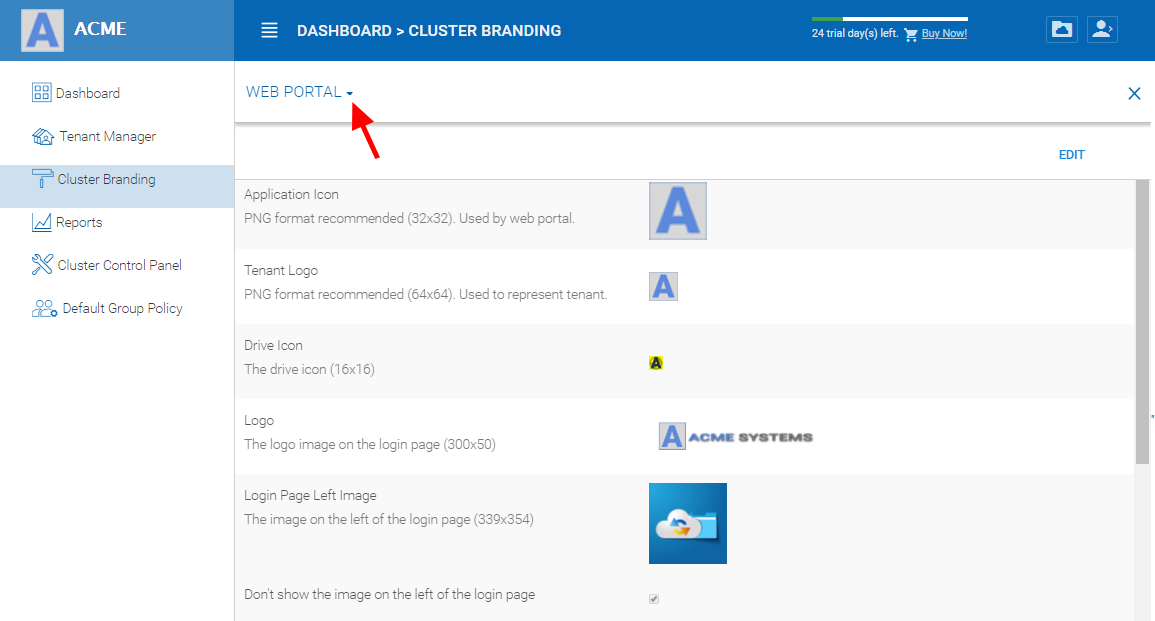 A ACME
DASHBOARD > CLUSTER BRANDING
24 trial day(s) left. Buy Now!
Dashboard
Tenant Manager
Cluster Branding
Reports
Cluster Control Panel
Default Group Policy
WEB PORTAL
EDIT
Application Icon
PNG format recommended (32x32). Used by web portal.
A
Tenant Logo
PNG format recommended (64x64). Used to represent tenant.
A
Drive Icon
The drive icon (16x16)
A
Logo
The logo image on the login page (300x50)
A ACME SYSTEMS
Login Page Left Image
The image on the left of the login page (339x354)
Don't show the image on the left of the login page